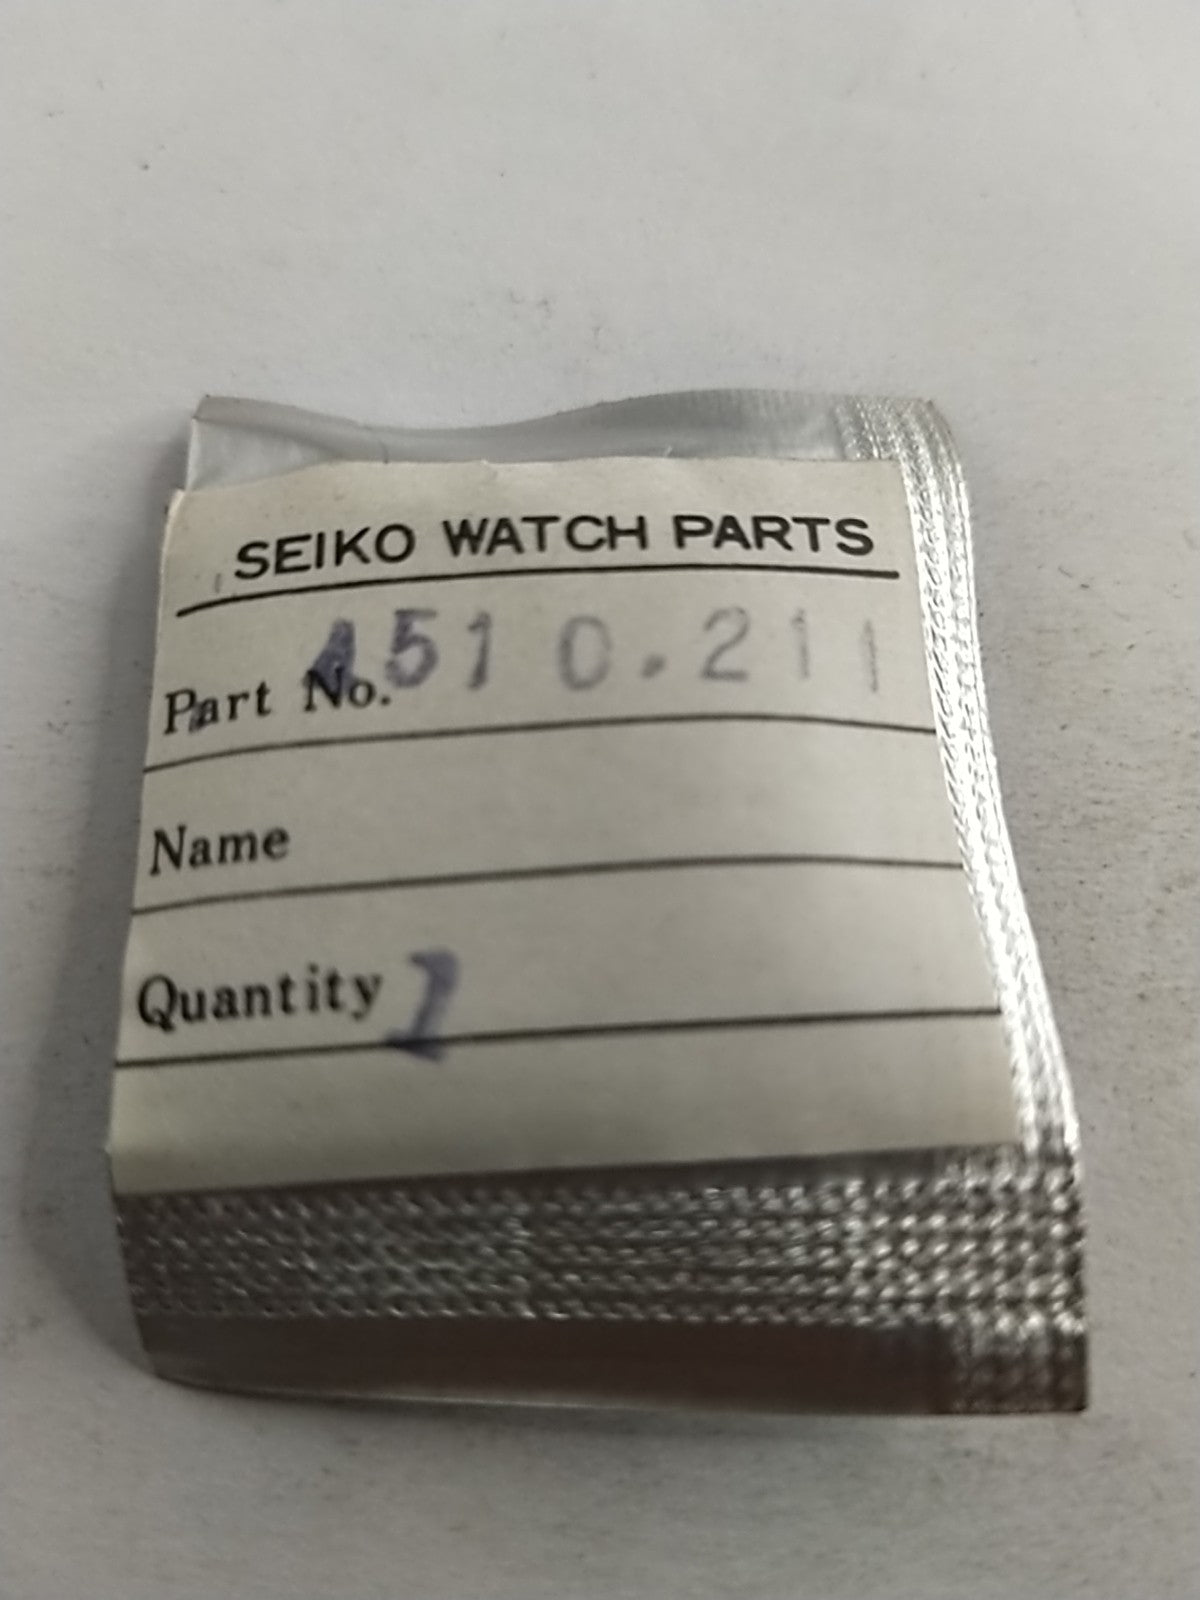 SEIKO WATCH PARTS
Part No. 4510.211
Name
Quantity 1